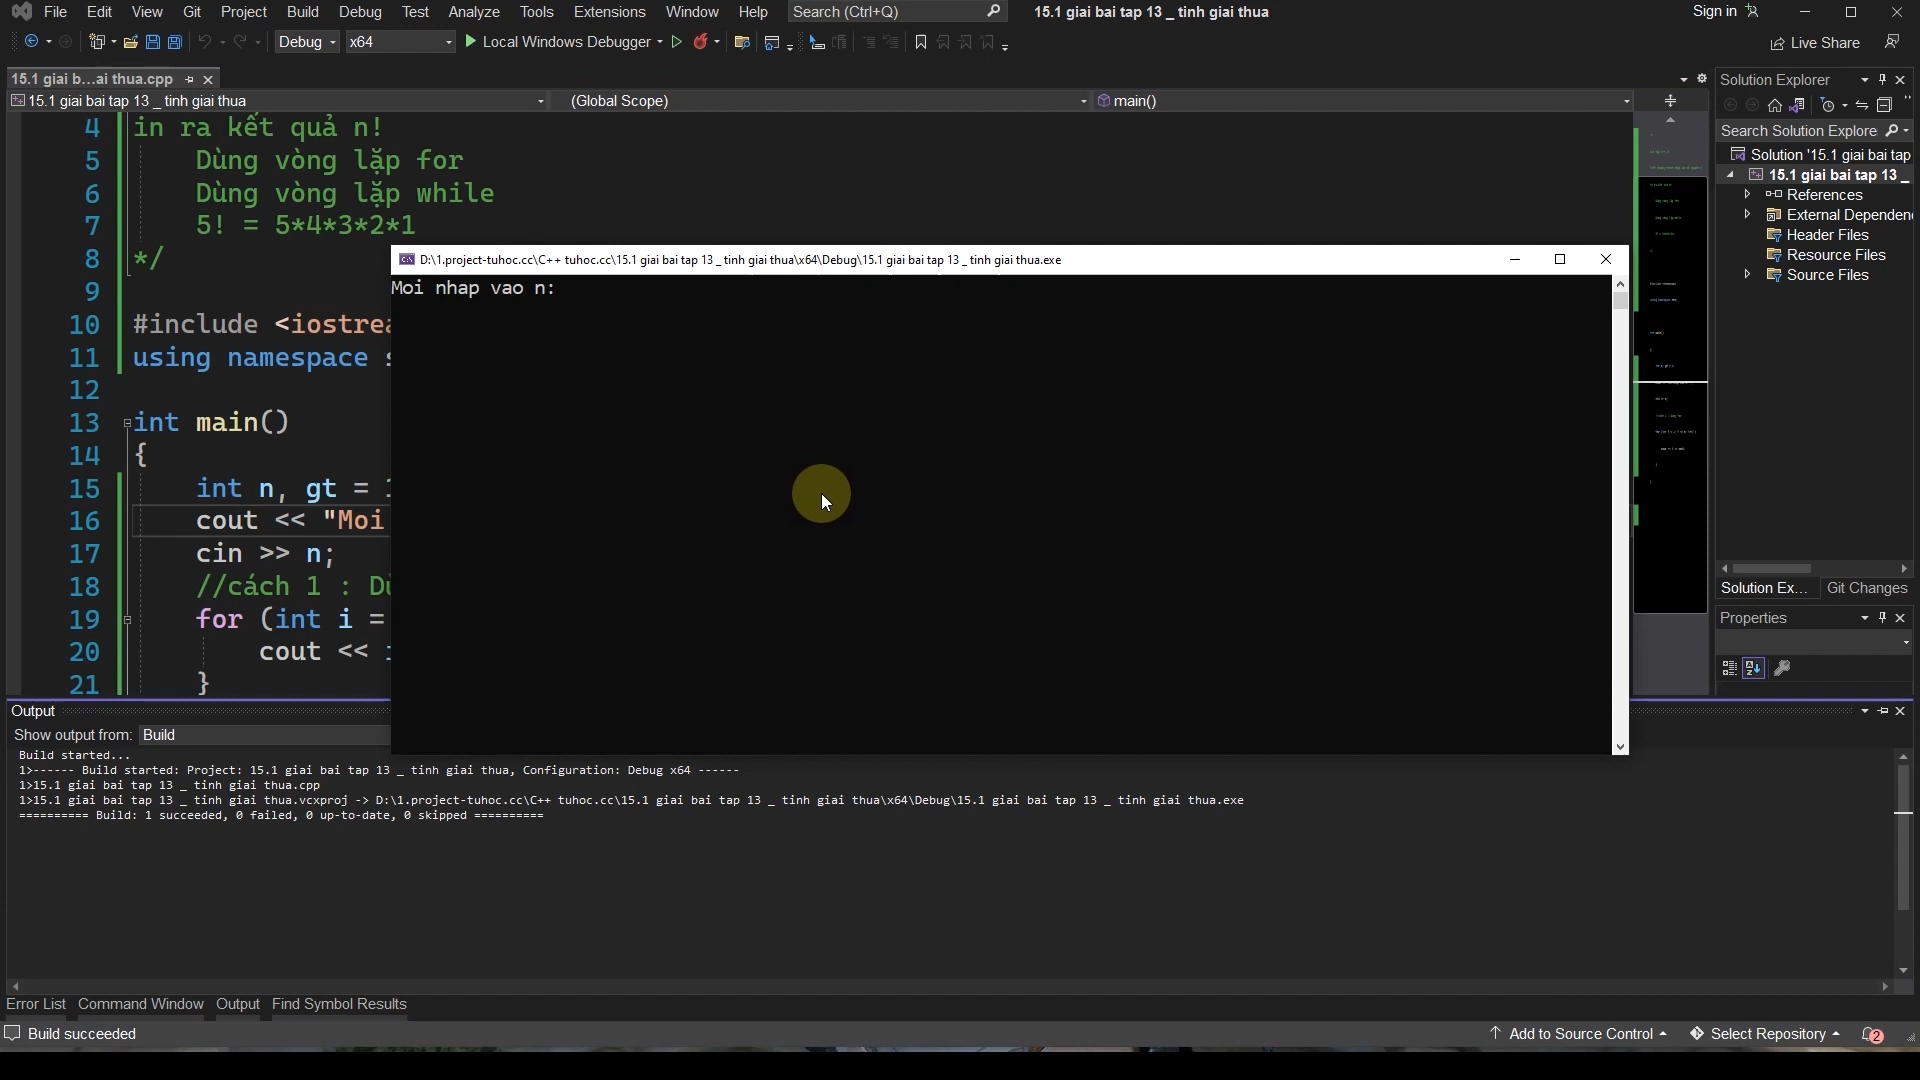 File Edit View Git Project Build Debug Test Analyze Tools Extensions Window Help Search (Ctrl+Q) 15.1 giai bai tap 13 _ tinh giai thua Sign in
Debug x64 Local Windows Debugger Live Share
15.1 giai b...ai thua.cpp
15.1 giai bai tap 13 _ tinh giai thua (Global Scope) main()
4 in ra kết quả n!
5 Dùng vòng lặp for
6 Dùng vòng lặp while
7 5! = 5*4*3*2*1
8 */
9
10 #include <iostrea
11 using namespace s
12
13 int main()
14 {
15 int n, gt = 1
16 cout << "Moi
17 cin >> n;
18 //cách 1 : Dù
19 for (int i =
20 cout << i
21 }
D:\1.project-tuhoc.cc\C++ tuhoc.cc\15.1 giai bai tap 13 _ tinh giai thua\x64\Debug\15.1 giai bai tap 13 _ tinh giai thua.exe
Moi nhap vao n:
Solution Explorer
Search Solution Explore
Solution '15.1 giai bai tap
15.1 giai bai tap 13 _
References
External Dependen
Header Files
Resource Files
Source Files
Solution Ex... Git Changes
Properties
Output
Show output from: Build
Build started...
1>------ Build started: Project: 15.1 giai bai tap 13 _ tinh giai thua, Configuration: Debug x64 ------
1>15.1 giai bai tap 13 _ tinh giai thua.cpp
1>15.1 giai bai tap 13 _ tinh giai thua.vcxproj -> D:\1.project-tuhoc.cc\C++ tuhoc.cc\15.1 giai bai tap 13 _ tinh giai thua\x64\Debug\15.1 giai bai tap 13 _ tinh giai thua.exe
========== Build: 1 succeeded, 0 failed, 0 up-to-date, 0 skipped ==========
Error List Command Window Output Find Symbol Results
Build succeeded Add to Source Control Select Repository 2